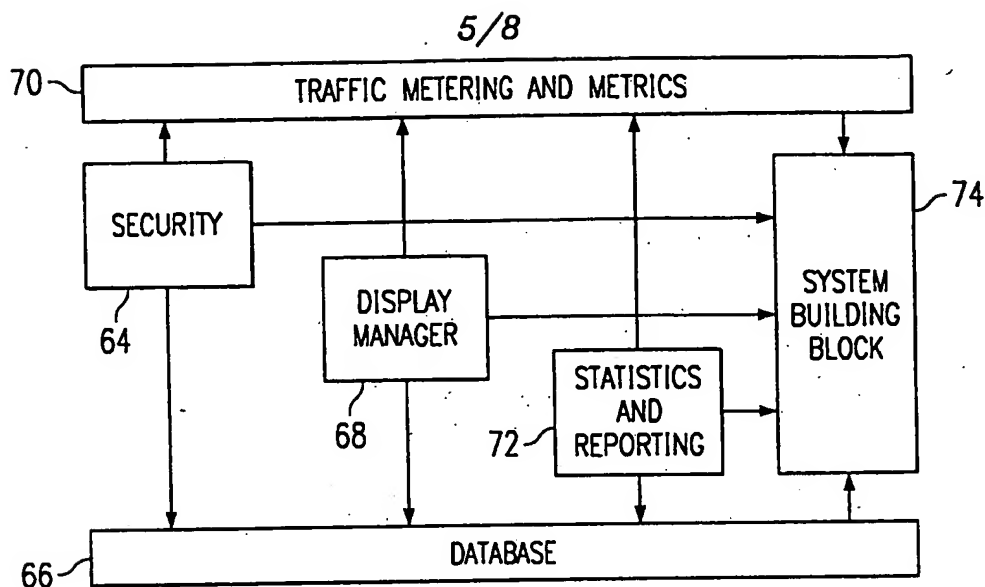 5/8
70
TRAFFIC METERING AND METRICS
SECURITY
64
DISPLAY
MANAGER
68
STATISTICS
AND
REPORTING
72
SYSTEM
BUILDING
BLOCK
74
66
DATABASE